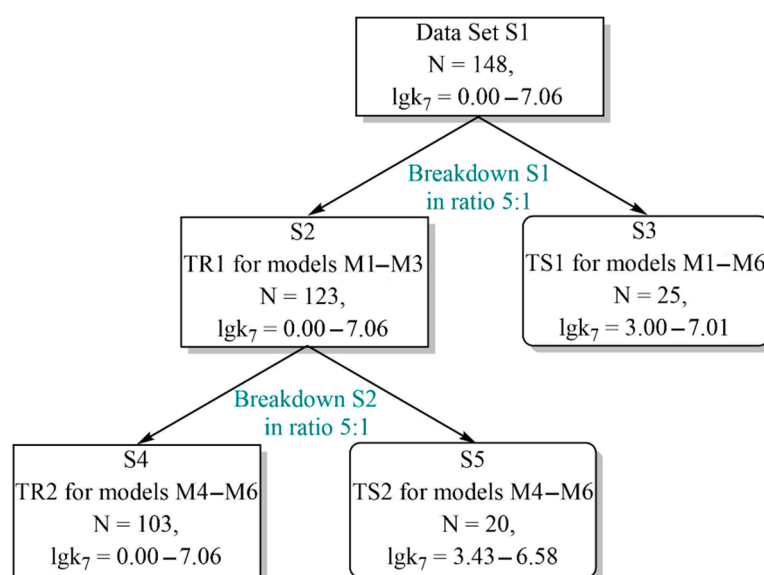 Data Set S1
N = 148,
lgk₇ = 0.00–7.06
Breakdown S1
in ratio 5:1
S2
TR1 for models M1–M3
N = 123,
lgk₇ = 0.00–7.06
S3
TS1 for models M1–M6
N = 25,
lgk₇ = 3.00–7.01
Breakdown S2
in ratio 5:1
S4
TR2 for models M4–M6
N = 103,
lgk₇ = 0.00–7.06
S5
TS2 for models M4–M6
N = 20,
lgk₇ = 3.43–6.58